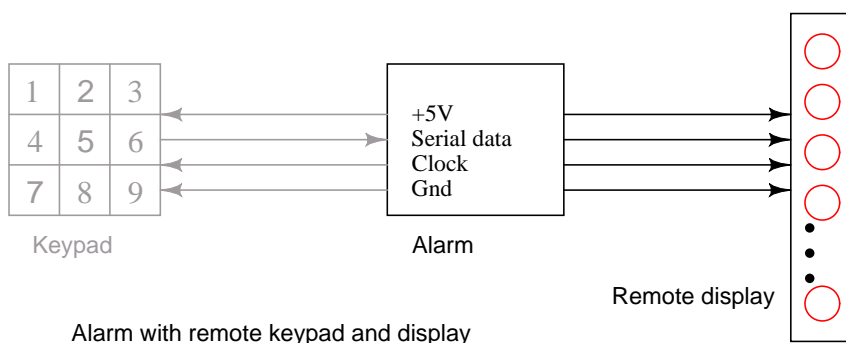 1 2 3
4 5 6
7 8 9
Keypad
+5V
Serial data
Clock
Gnd
Alarm
Remote display
Alarm with remote keypad and display